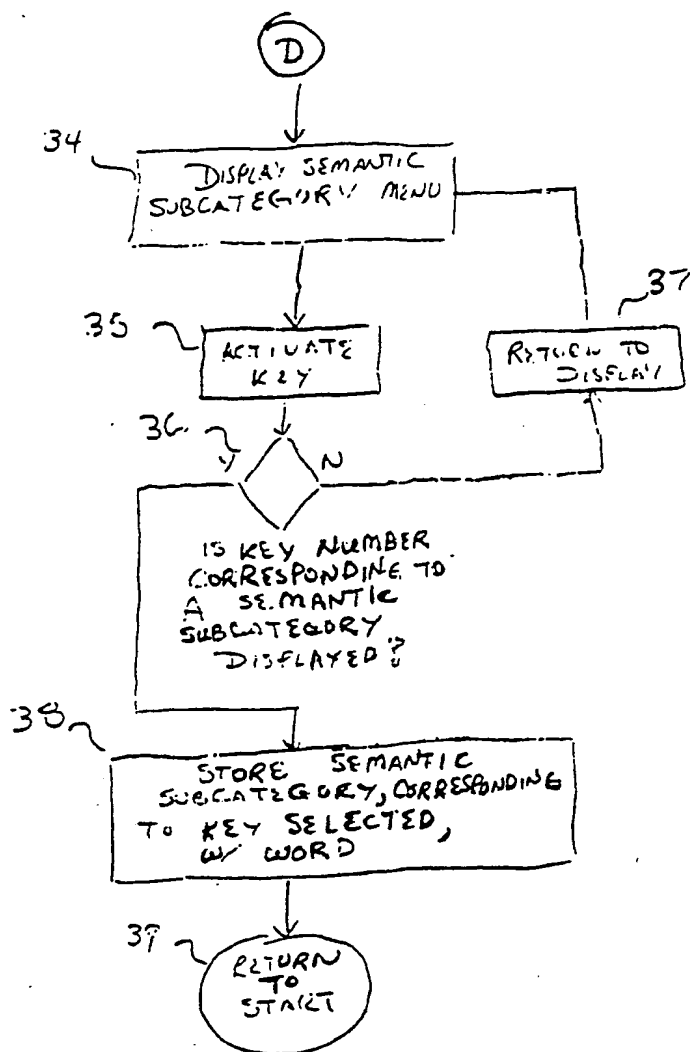 D
34
DISPLAY SEMANTIC
SUBCATEGORY MENU
35
ACTIVATE
KEY
37
RETURN TO
DISPLAY
36
Y
N
IS KEY NUMBER
CORRESPONDING TO
A SEMANTIC
SUBCATEGORY
DISPLAYED?
38
STORE SEMANTIC
SUBCATEGORY, CORRESPONDING
TO KEY SELECTED,
W/ WORD
39
RETURN
TO
START